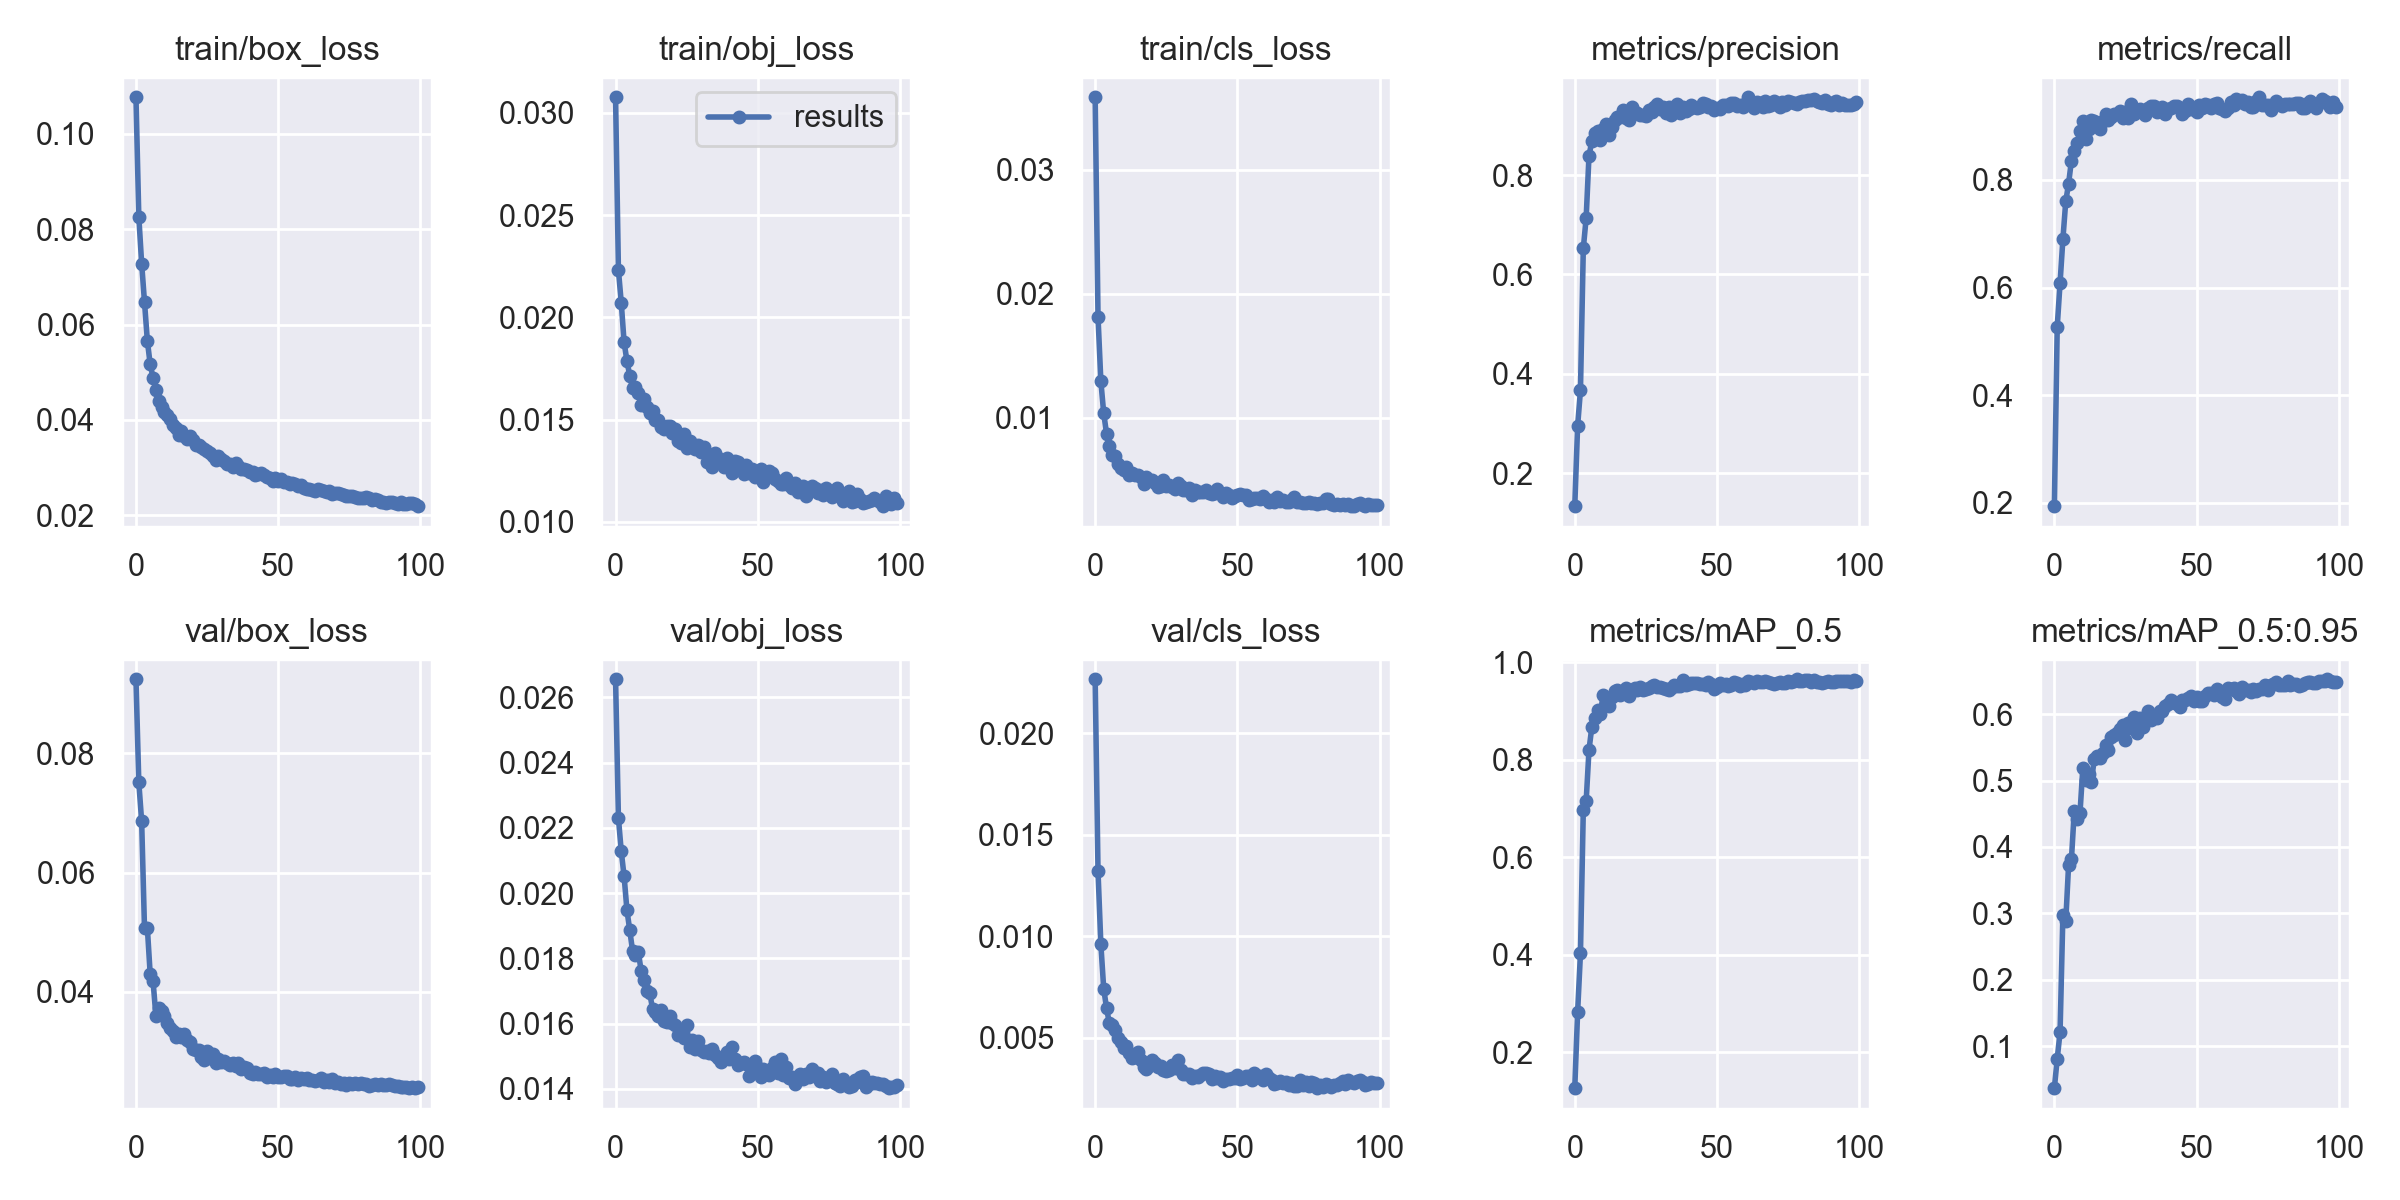 train/box_loss
0.10
0.08
0.06
0.04
0.02
0 50 100
train/obj_loss
results
0.030
0.025
0.020
0.015
0.010
0 50 100
train/cls_loss
0.03
0.02
0.01
0 50 100
metrics/precision
0.8
0.6
0.4
0.2
0 50 100
metrics/recall
0.8
0.6
0.4
0.2
0 50 100
val/box_loss
0.08
0.06
0.04
0 50 100
val/obj_loss
0.026
0.024
0.022
0.020
0.018
0.016
0.014
0 50 100
val/cls_loss
0.020
0.015
0.010
0.005
0 50 100
metrics/mAP_0.5
1.0
0.8
0.6
0.4
0.2
0 50 100
metrics/mAP_0.5:0.95
0.6
0.5
0.4
0.3
0.2
0.1
0 50 100